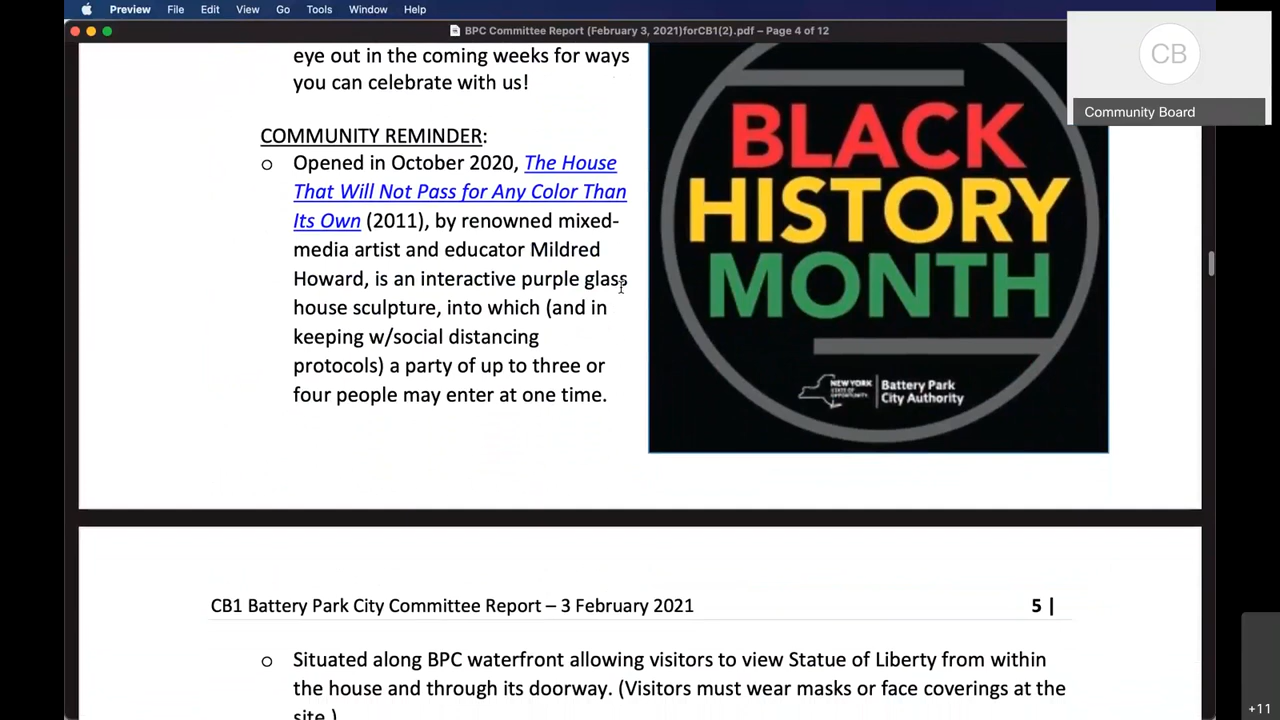 Preview File Edit View Go Tools Window Help
BPC Committee Report (February 3, 2021)forCB1(2).pdf – Page 4 of 12
CB
Community Board
eye out in the coming weeks for ways
you can celebrate with us!
COMMUNITY REMINDER:
o Opened in October 2020, The House
That Will Not Pass for Any Color Than
Its Own (2011), by renowned mixed-
media artist and educator Mildred
Howard, is an interactive purple glass
house sculpture, into which (and in
keeping w/social distancing
protocols) a party of up to three or
four people may enter at one time.
BLACK
HISTORY
MONTH
NEW YORK
STATE OF
OPPORTUNITY.
Battery Park
City Authority
CB1 Battery Park City Committee Report – 3 February 2021 5 |
o Situated along BPC waterfront allowing visitors to view Statue of Liberty from within
the house and through its doorway. (Visitors must wear masks or face coverings at the
site.)
+11